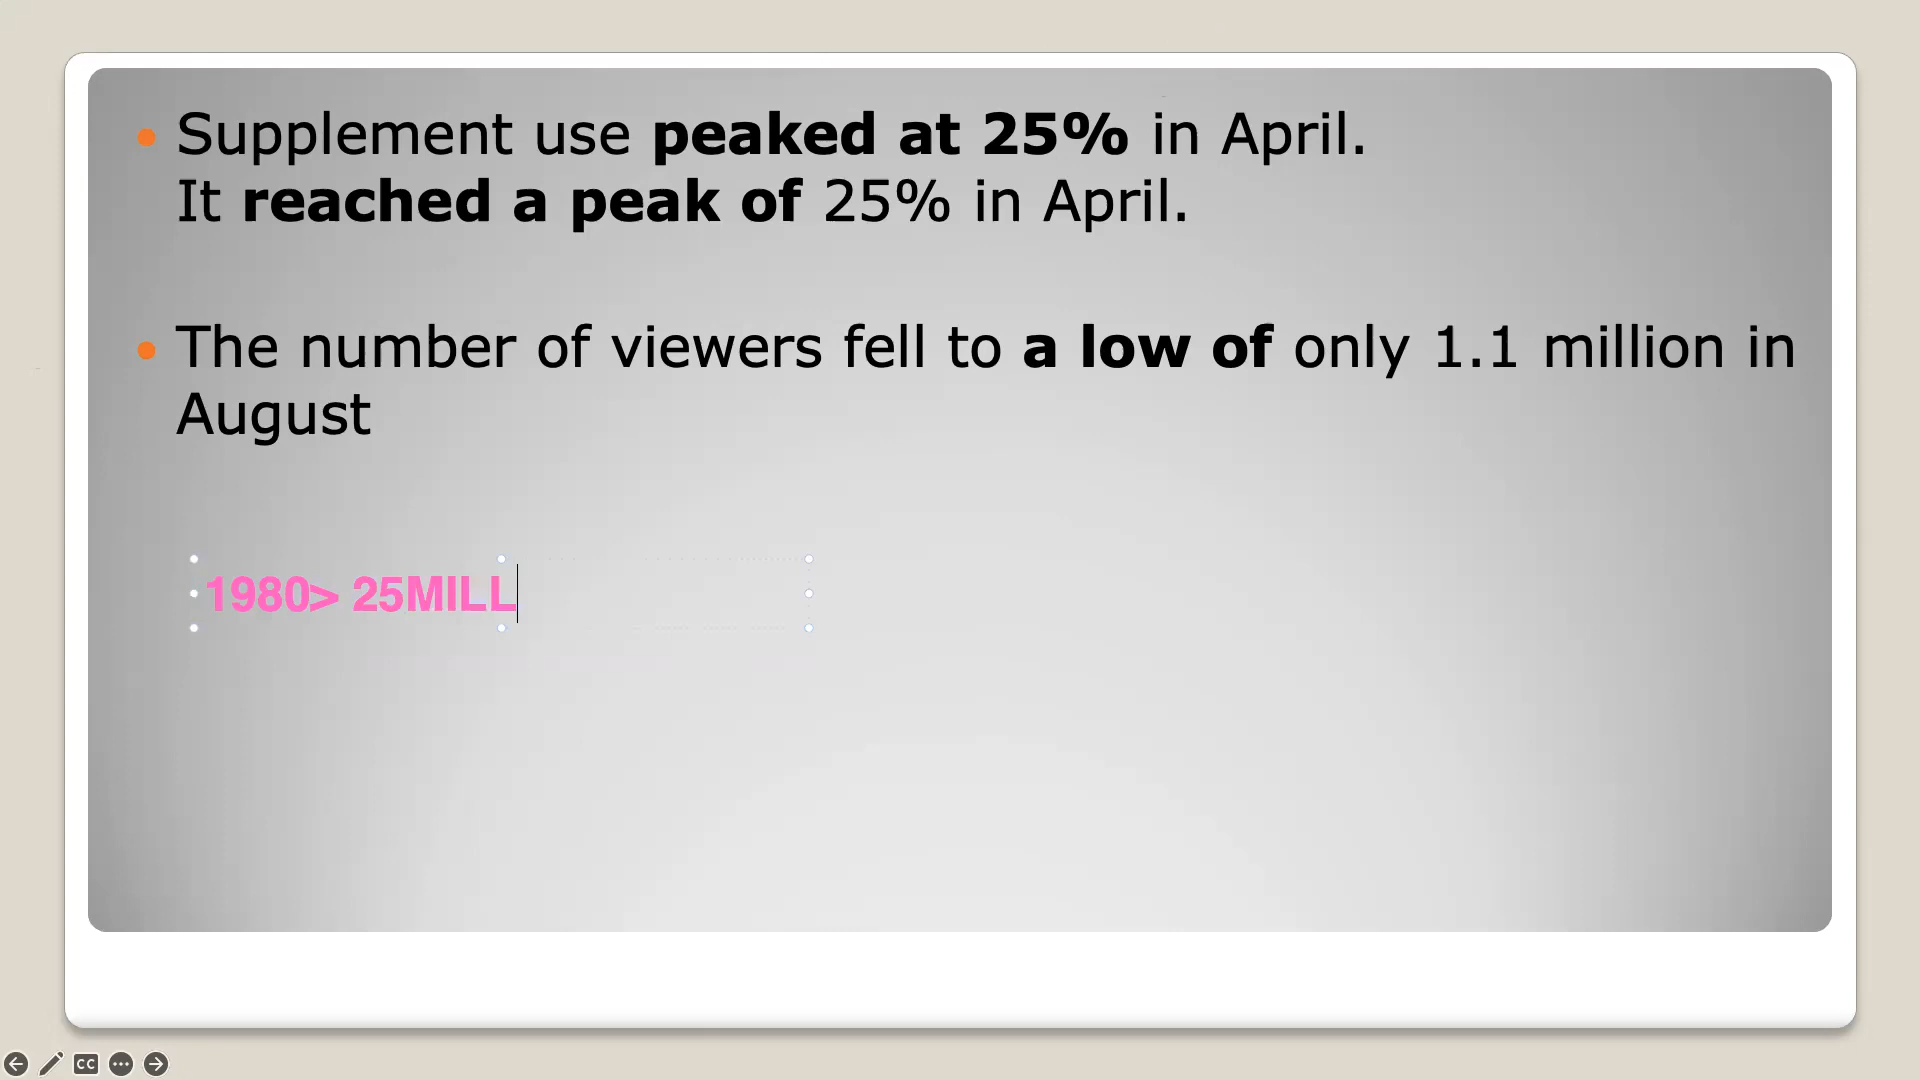 Supplement use peaked at 25% in April.
It reached a peak of 25% in April.
The number of viewers fell to a low of only 1.1 million in
August
1980> 25MILL
CC